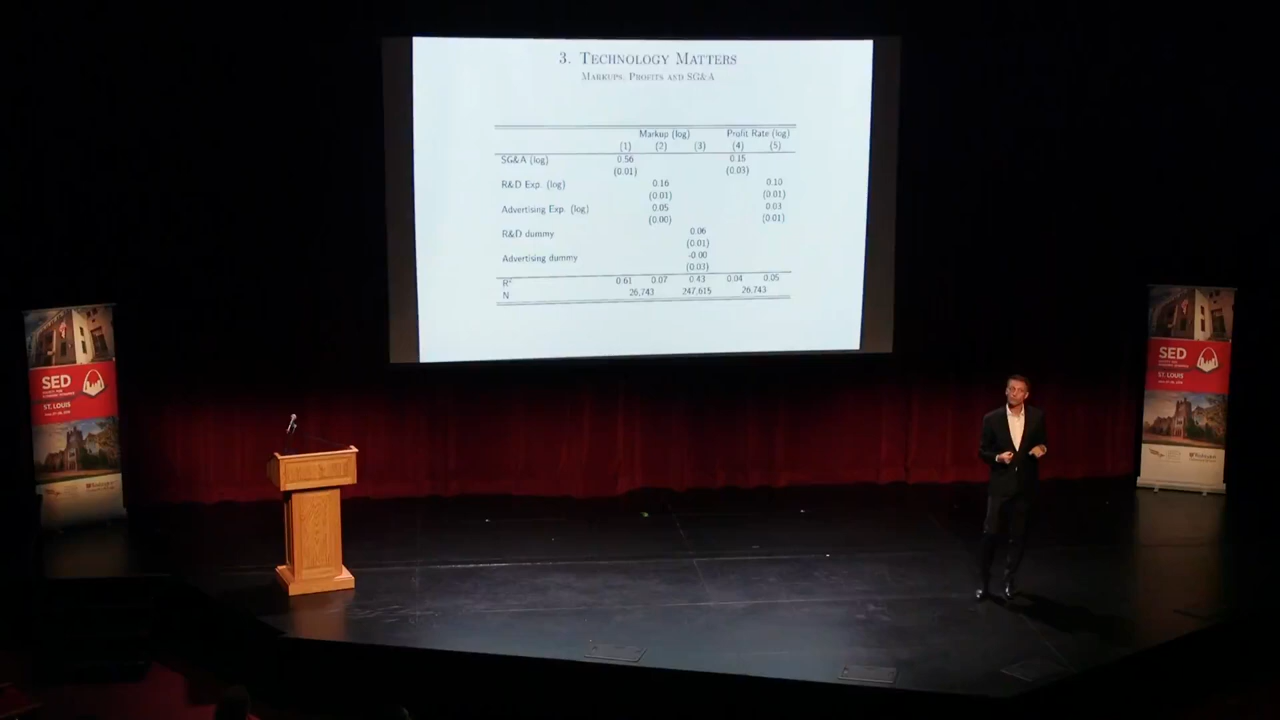 3. TECHNOLOGY MATTERS
MARKUPS, PROFITS AND SG&A
Markup (log) Profit Rate (log)
(1) (2) (3) (4) (5)
SG&A (log) 0.56 0.15
(0.01) (0.03)
R&D Exp. (log) 0.16 0.10
(0.01) (0.01)
Advertising Exp. (log) 0.05 0.03
(0.00) (0.01)
R&D dummy 0.06
(0.01)
Advertising dummy -0.00
(0.03)
R² 0.61 0.07 0.43 0.04 0.05
N 26,743 247,615 26,743
SED
ST. LOUIS
SED
ST. LOUIS